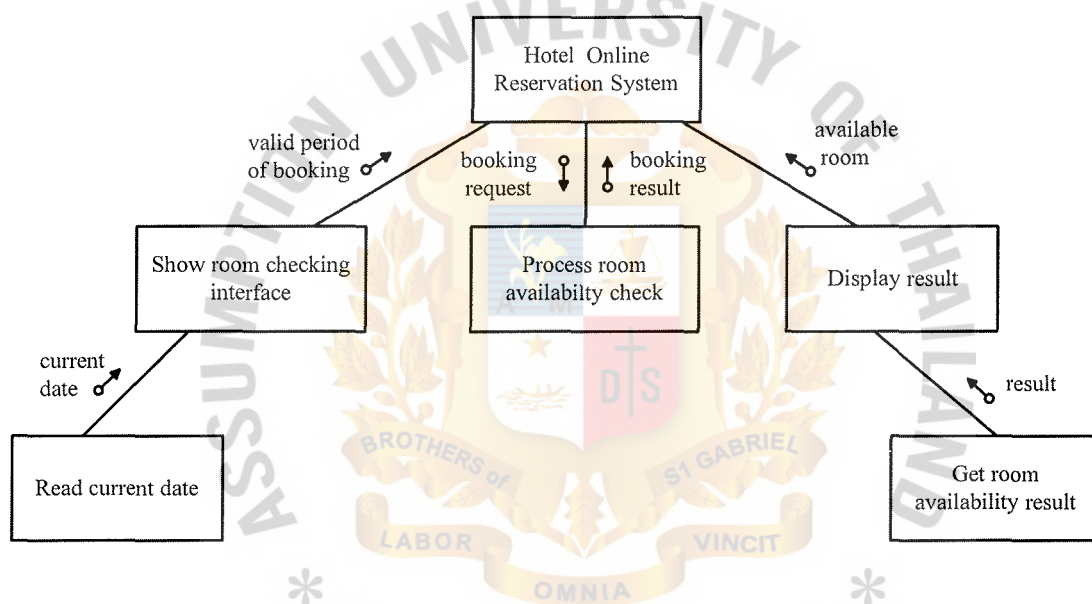 ASSUMPTION UNIVERSITY OF THAILAND
Hotel Online
Reservation System
valid period
of booking
booking
request
booking
result
available
room
Show room checking
interface
Process room
availabilty check
Display result
A M
D S
current
date
result
BROTHERS of
S1 GABRIEL
Read current date
Get room
availability result
LABOR
VINCIT
OMNIA
* *